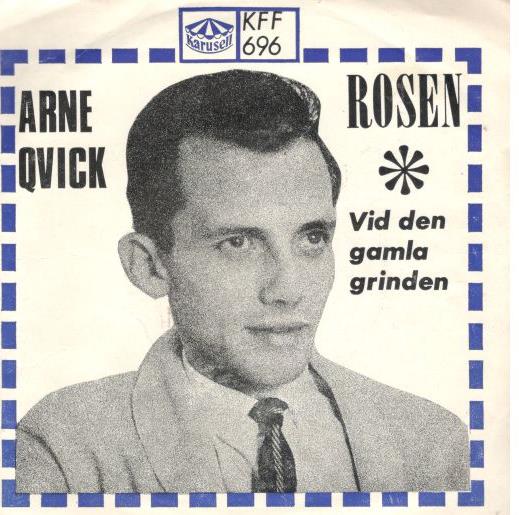 Karusell
KFF
696
ARNE
QVICK
ROSEN
Vid den
gamla
grinden